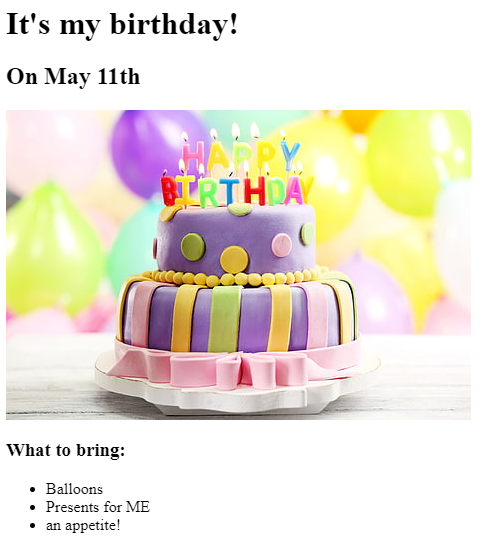 It's my birthday!
On May 11th
HAPPY
BIRTHDAY
What to bring:
Balloons
Presents for ME
an appetite!